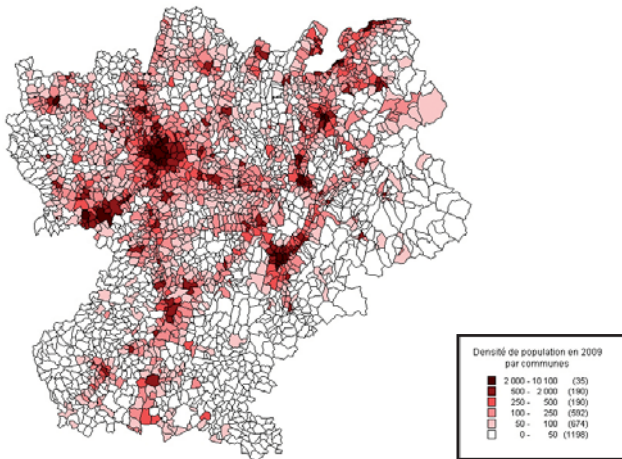 Densité de population en 2009
par communes
2 000 - 10 100 (35)
500 - 2 000 (190)
250 - 500 (190)
100 - 250 (592)
50 - 100 (674)
0 - 50 (1198)